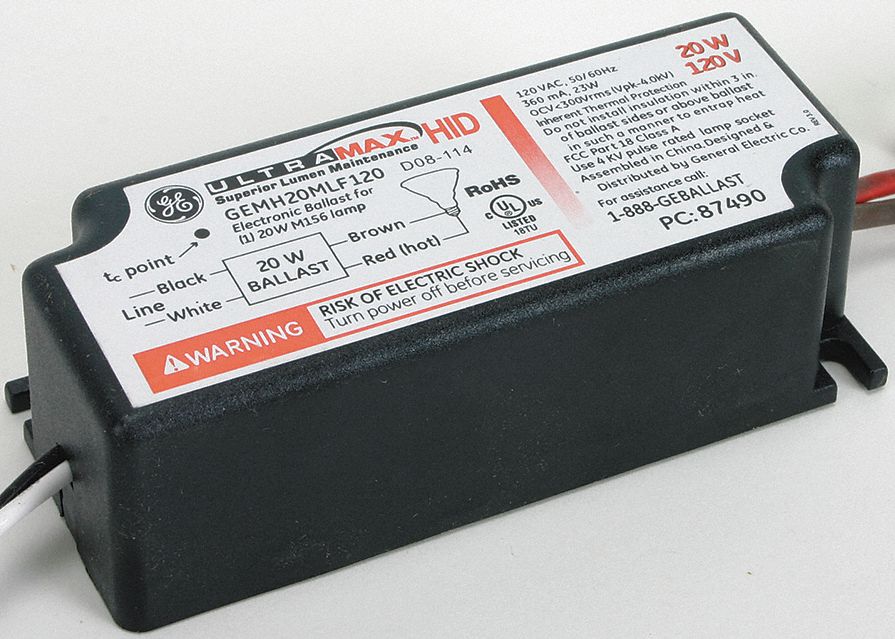 GE
ULTRAMAX™ HID
Superior Lumen Maintenance
GEMH20MLF120
D08-114
Electronic Ballast for
(1) 20W M156 lamp
tc point
Black
Line
White
20 W
BALLAST
Brown
Red (hot)
RoHS
c UL us
LISTED
18TU
WARNING
RISK OF ELECTRIC SHOCK
Turn power off before servicing
20 W
120 V
120 VAC, 50/60Hz
360 mA, 23W
OCV<300Vrms (Vpk-4.0kV)
Inherent Thermal Protection
Do not install insulation within 3 in.
of ballast sides or above ballast
in such a manner to entrap heat
FCC Part 18 Class A
Use 4 KV pulse rated lamp socket
Assembled in China.Designed &
Distributed by General Electric Co.
For assistance call:
1-888-GEBALLAST
PC: 87490